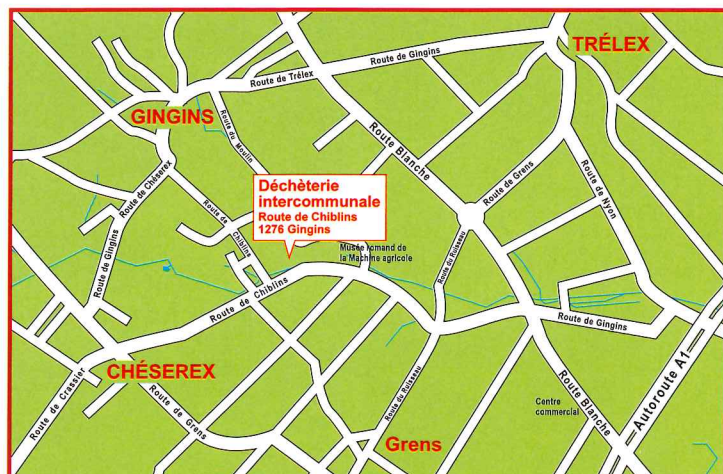 TRÉLEX
Route de Gingins
Route de Trélex
GINGINS
Route du Moulin
Route Blanche
Route de Chéserex
Route de Grens
Déchèterie
intercommunale
Route de Chiblins
1276 Gingins
Route de Nyon
Route de Chiblins
Musée romand de
la Machine agricole
Route de Gingins
Route du Ruisseau
Route de Chiblins
Route de Gingins
CHÉSEREX
Route de Crassier
Route de Grens
Route du Ruisseau
Centre
commercial
Route Blanche
Autoroute A1
Grens